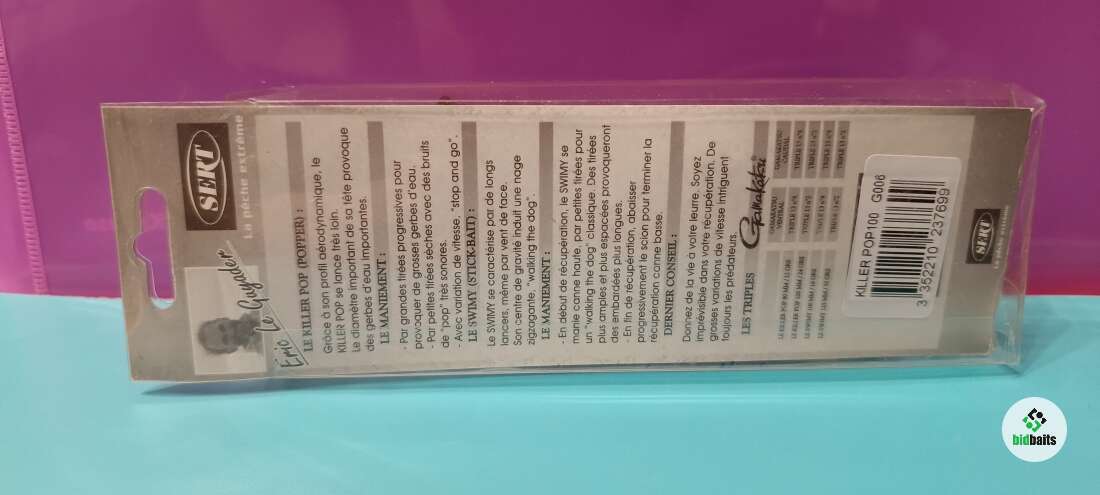 SERT
La pêche extrême
Eric Le Guyader
LE KILLER POP (POPPER) :
Grâce à son profil aérodynamique, le
KILLER POP se lance très loin.
Le diamètre important de sa tête provoque
des gerbes d'eau importantes.
LE MANIEMENT :
- Par grandes tirées progressives pour
provoquer de grosses gerbes d'eau.
- Par petites tirées sèches avec des bruits
de "pop" très sonores.
- Avec variation de vitesse, "stop and go".
LE SWIMY (STICK-BAIT) :
Le SWIMY se caractérise par de longs
lancers, même par vent de face.
Son centre de gravité induit une nage
zigzagante, "walking the dog".
LE MANIEMENT :
- En début de récupération, le SWIMY se
manie canne haute, par petites tirées pour
un "walking the dog" classique. Des tirées
plus amples et plus espacées provoqueront
des embardées plus longues.
- En fin de récupération, abaisser
progressivement le scion pour terminer la
récupération canne basse.
DERNIER CONSEIL :
Donnez de la vie à votre leurre. Soyez
imprévisible dans votre récupération. De
grosses variations de vitesse intriguent
toujours les prédateurs.
LES TRIPLES
Gamakatsu
KILLER POP100 G006
3 352210 237699
SERT
La pêche extrême
bidbaits